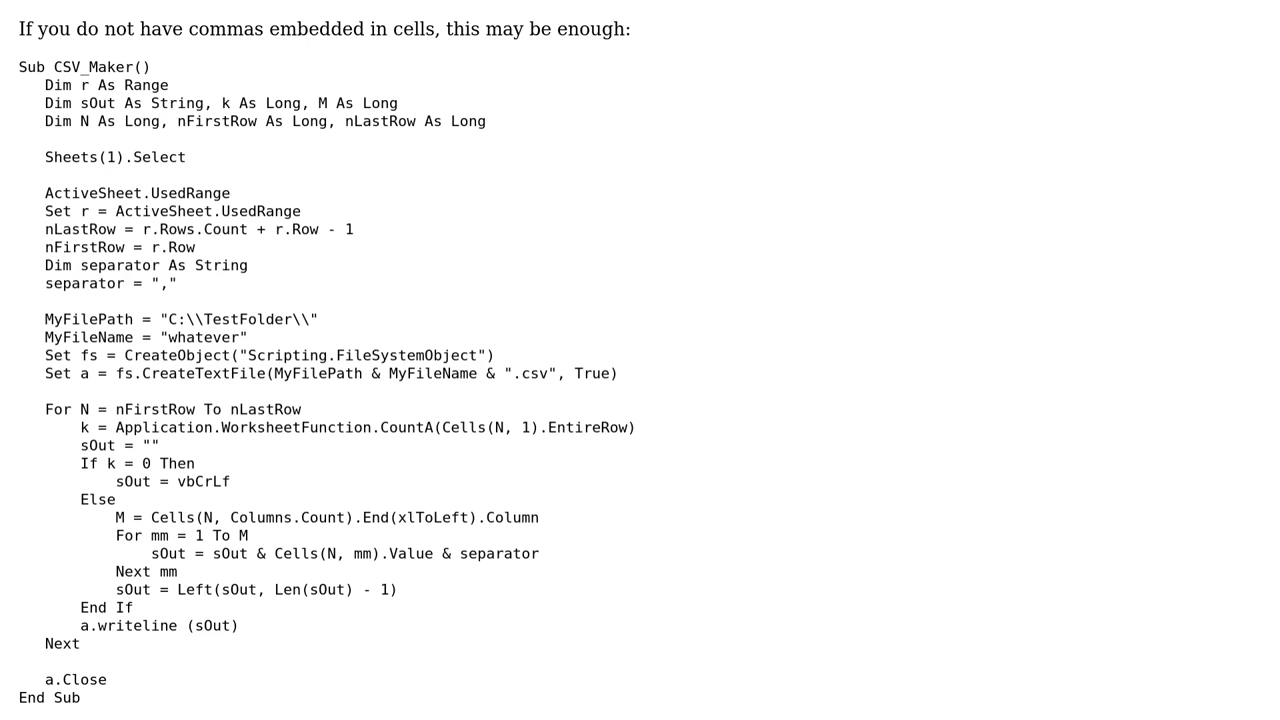 If you do not have commas embedded in cells, this may be enough:
Sub CSV_Maker()
   Dim r As Range
   Dim sOut As String, k As Long, M As Long
   Dim N As Long, nFirstRow As Long, nLastRow As Long

   Sheets(1).Select

   ActiveSheet.UsedRange
   Set r = ActiveSheet.UsedRange
   nLastRow = r.Rows.Count + r.Row - 1
   nFirstRow = r.Row
   Dim separator As String
   separator = ","

   MyFilePath = "C:\\TestFolder\\"
   MyFileName = "whatever"
   Set fs = CreateObject("Scripting.FileSystemObject")
   Set a = fs.CreateTextFile(MyFilePath & MyFileName & ".csv", True)

   For N = nFirstRow To nLastRow
       k = Application.WorksheetFunction.CountA(Cells(N, 1).EntireRow)
       sOut = ""
       If k = 0 Then
           sOut = vbCrLf
       Else
           M = Cells(N, Columns.Count).End(xlToLeft).Column
           For mm = 1 To M
               sOut = sOut & Cells(N, mm).Value & separator
           Next mm
           sOut = Left(sOut, Len(sOut) - 1)
       End If
       a.writeline (sOut)
   Next

   a.Close
End Sub